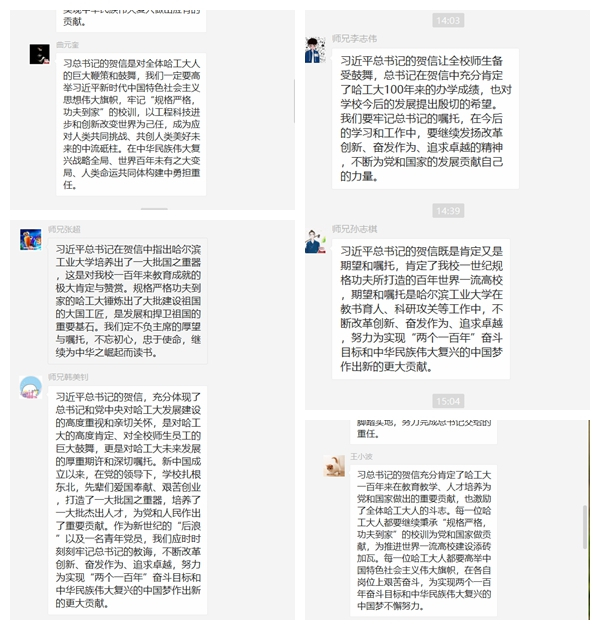 贡献。
曲元奎
习总书记的贺信是对全体哈工大人
的巨大鞭策和鼓舞，我们一定要高
举习近平新时代中国特色社会主义
思想伟大旗帜，牢记“规格严格，
功夫到家”的校训，以工程科技进
步和创新改变世界为己任，成为应
对人类共同挑战、共创人类美好未
来的中流砥柱。在中华民族伟大复
兴战略全局、世界百年未有之大变
局、人类命运共同体构建中勇担重
任。
师兄张超
习近平总书记在贺信中指出哈尔滨
工业大学培养出了一大批国之重器
，这是对我校一百年来教育成就的
极大肯定与赞赏。规格严格功夫到
家的哈工大锤炼出了大批建设祖国
的大国工匠，是发展和捍卫祖国的
重要基石。我们定不负主席的厚望
与嘱托，不忘初心，忠于使命，继
续为中华之崛起而读书。
师兄韩美钊
习近平总书记的贺信，充分体现了
总书记和党中央对哈工大发展建设
的高度重视和亲切关怀，是对哈工
大的高度肯定、对全校师生员工的
巨大鼓舞，更是对哈工大未来发展
的厚重期许和深切嘱托。新中国成
立以来，在党的领导下，学校扎根
东北，先辈们爱国奉献、艰苦创业
，打造了一大批国之重器，培养了
一大批杰出人才，为党和人民作出
了重要贡献。作为新世纪的“后浪
”以及一名青年党员，我们应时时
刻刻牢记总书记的教诲，不断改革
创新、奋发作为、追求卓越，努力
为实现“两个一百年”奋斗目标和
中华民族伟大复兴的中国梦作出新
的更大贡献。
14:03
师兄李志伟
习近平总书记的贺信让全校师生备
受鼓舞，总书记在贺信中充分肯定
了哈工大100年来的办学成绩，也对
学校今后的发展提出殷切的希望。
我们要牢记总书记的嘱托，在今后
的学习和工作中，要继续发扬改革
创新、奋发作为、追求卓越的精神
，不断为党和国家的发展贡献自己
的力量。
14:39
师兄孙志棋
习近平总书记的贺信既是肯定又是
期望和嘱托，肯定了我校一世纪规
格功夫所打造的百年世界一流高校
，期望和嘱托是哈尔滨工业大学在
教书育人、科研攻关等工作中，不
断改革创新、奋发作为、追求卓越
，努力为实现“两个一百年”奋斗
目标和中华民族伟大复兴的中国梦
作出新的更大贡献。
15:04
脚踏实地，努力完成总书记交给的
重任。
王小波
习总书记的贺信充分肯定了哈工大
一百年来在教育教学、人才培养为
党和国家做出的重要贡献，也激励
了全体哈工大人的斗志。每一位哈
工大人都要继续秉承“规格严格，
功夫到家”的校训为党和国家做贡
献，为推进世界一流高校建设添砖
加瓦。每一位哈工大人都要高举中
国特色社会主义伟大旗帜，在各自
岗位上艰苦奋斗，为实现两个一百
年奋斗目标和中华民族伟大复兴的
中国梦不懈努力。